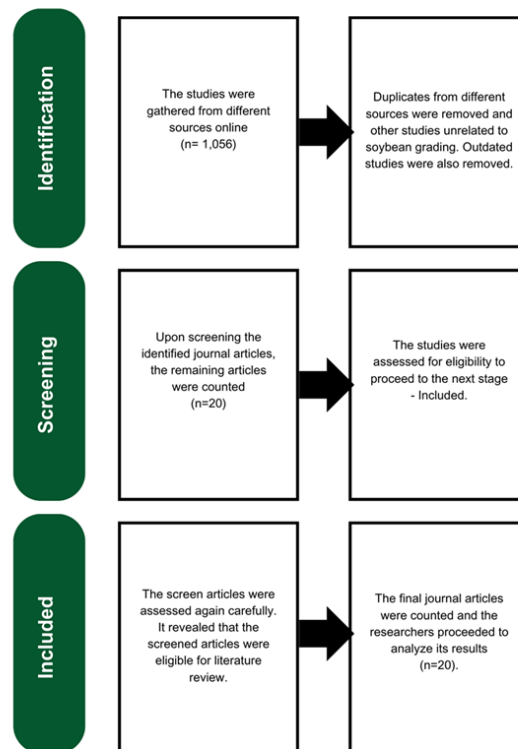 Identification
The studies were
gathered from different
sources online
(n= 1,056)
Duplicates from different
sources were removed and
other studies unrelated to
soybean grading. Outdated
studies were also removed.
Screening
Upon screening the
identified journal articles,
the remaining articles
were counted
(n=20)
The studies were
assessed for eligibility to
proceed to the next stage
- Included.
Included
The screen articles were
assessed again carefully.
It revealed that the
screened articles were
eligible for literature
review.
The final journal articles
were counted and the
researchers proceeded to
analyze its results
(n=20).